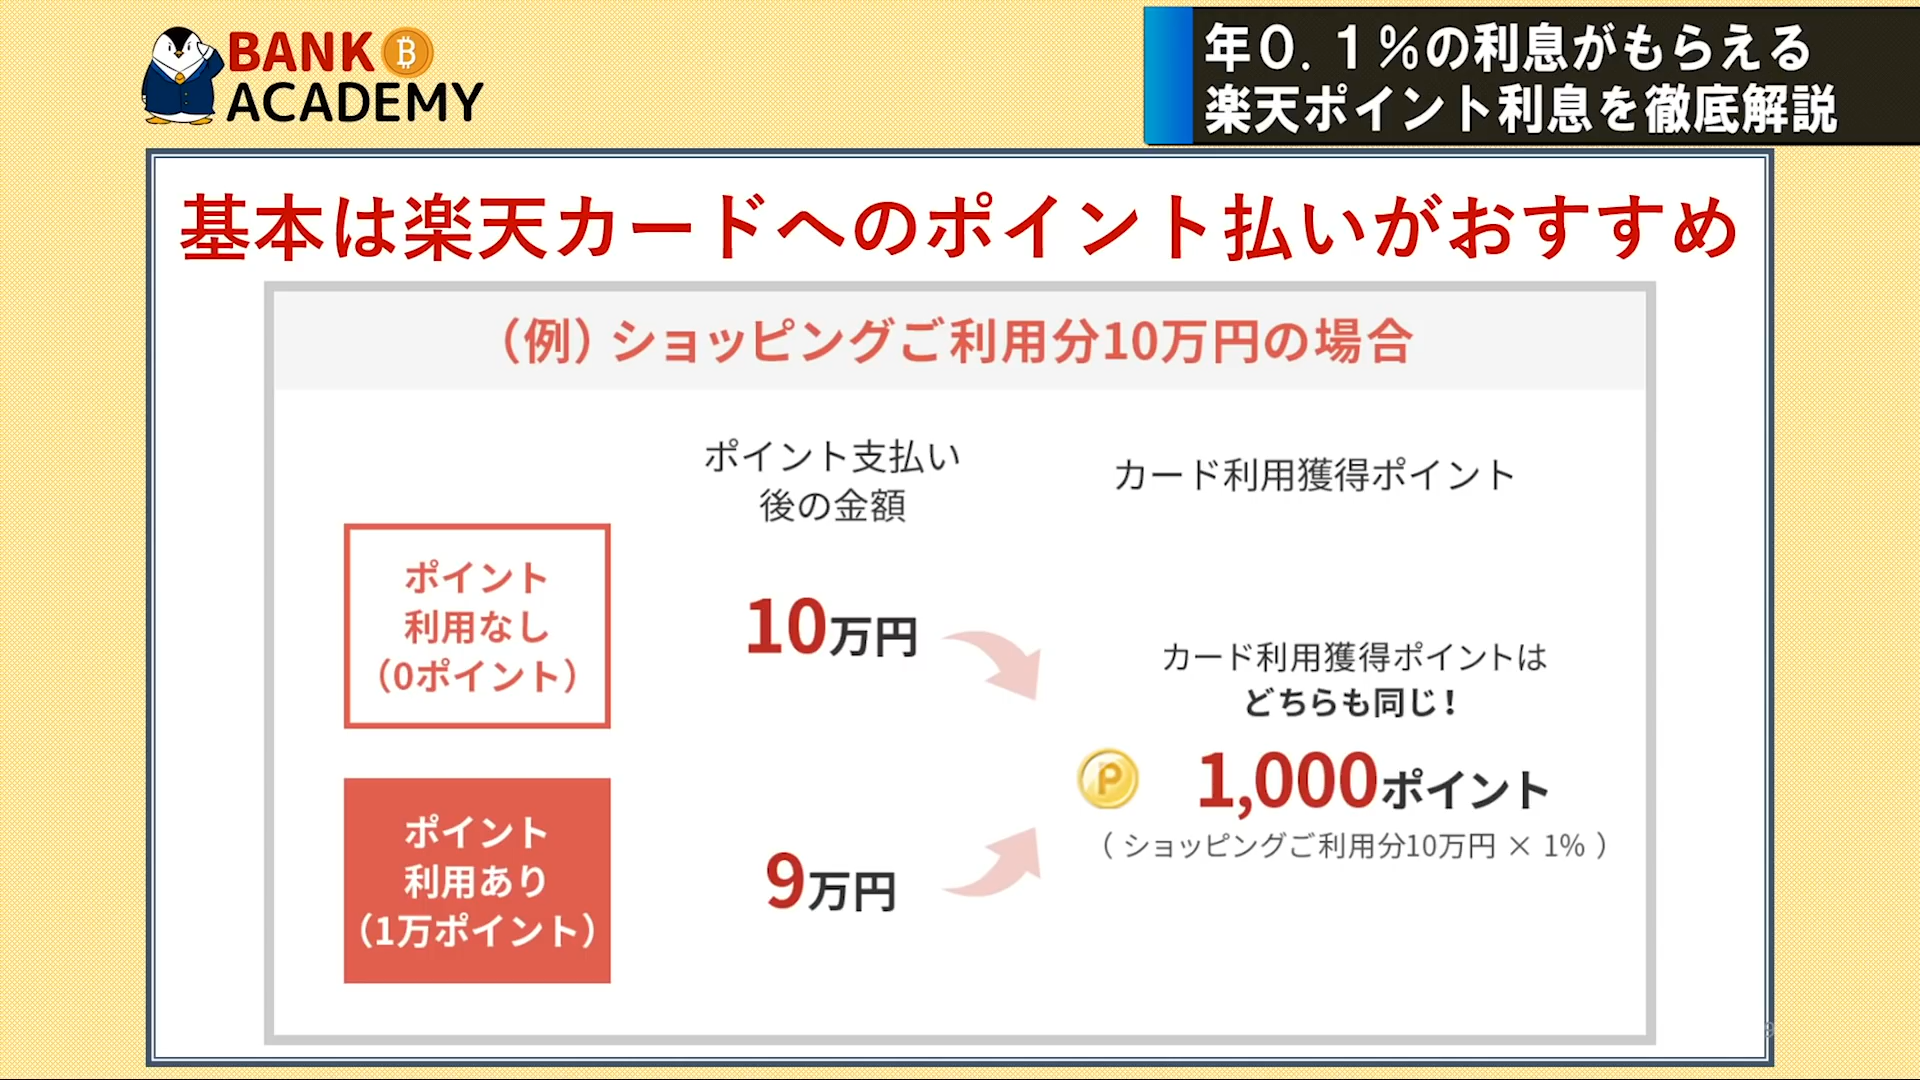 BANK
ACADEMY
年０．１％の利息がもらえる
楽天ポイント利息を徹底解説
基本は楽天カードへのポイント払いがおすすめ
（例）ショッピングご利用分10万円の場合
ポイント支払い
後の金額
カード利用獲得ポイント
ポイント
利用なし
（0ポイント）
10万円
カード利用獲得ポイントは
どちらも同じ！
P
1,000ポイント
（ ショッピングご利用分10万円 × 1% ）
ポイント
利用あり
（1万ポイント）
9万円